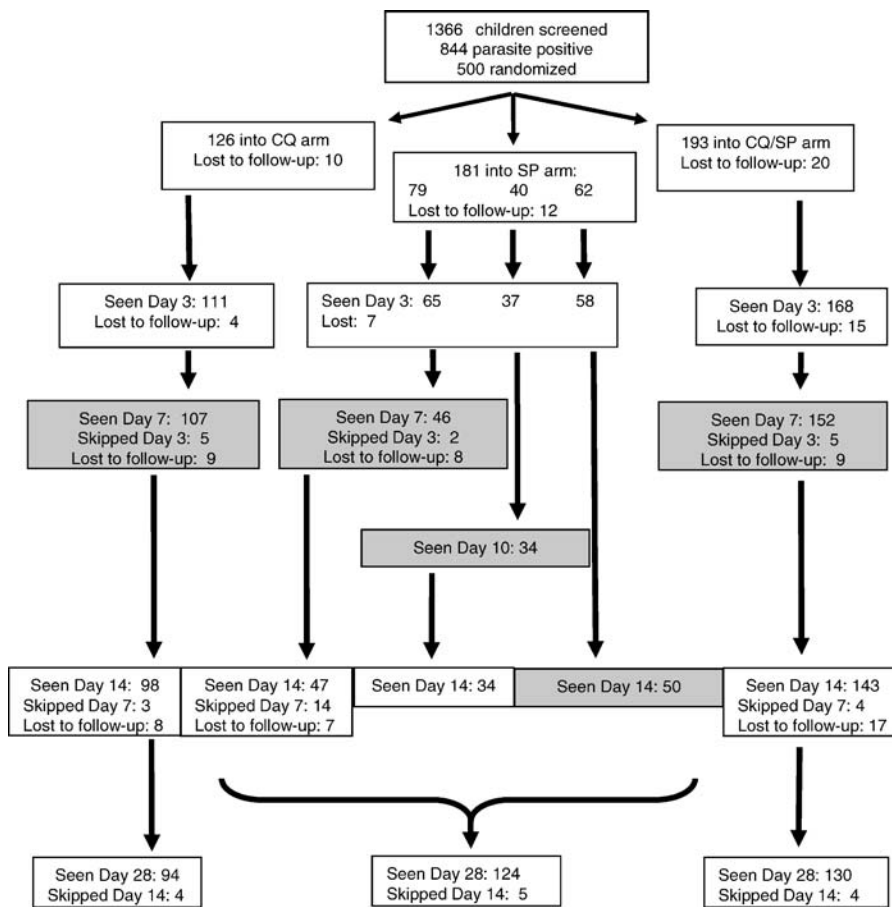 1366 children screened
844 parasite positive
500 randomized
126 into CQ arm
Lost to follow-up: 10
181 into SP arm:
79 40 62
Lost to follow-up: 12
193 into CQ/SP arm
Lost to follow-up: 20
Seen Day 3: 111
Lost to follow-up: 4
Seen Day 3: 65 37 58
Lost: 7
Seen Day 3: 168
Lost to follow-up: 15
Seen Day 7: 107
Skipped Day 3: 5
Lost to follow-up: 9
Seen Day 7: 46
Skipped Day 3: 2
Lost to follow-up: 8
Seen Day 7: 152
Skipped Day 3: 5
Lost to follow-up: 9
Seen Day 10: 34
Seen Day 14: 98
Skipped Day 7: 3
Lost to follow-up: 8
Seen Day 14: 47
Skipped Day 7: 14
Lost to follow-up: 7
Seen Day 14: 34
Seen Day 14: 50
Seen Day 14: 143
Skipped Day 7: 4
Lost to follow-up: 17
Seen Day 28: 94
Skipped Day 14: 4
Seen Day 28: 124
Skipped Day 14: 5
Seen Day 28: 130
Skipped Day 14: 4